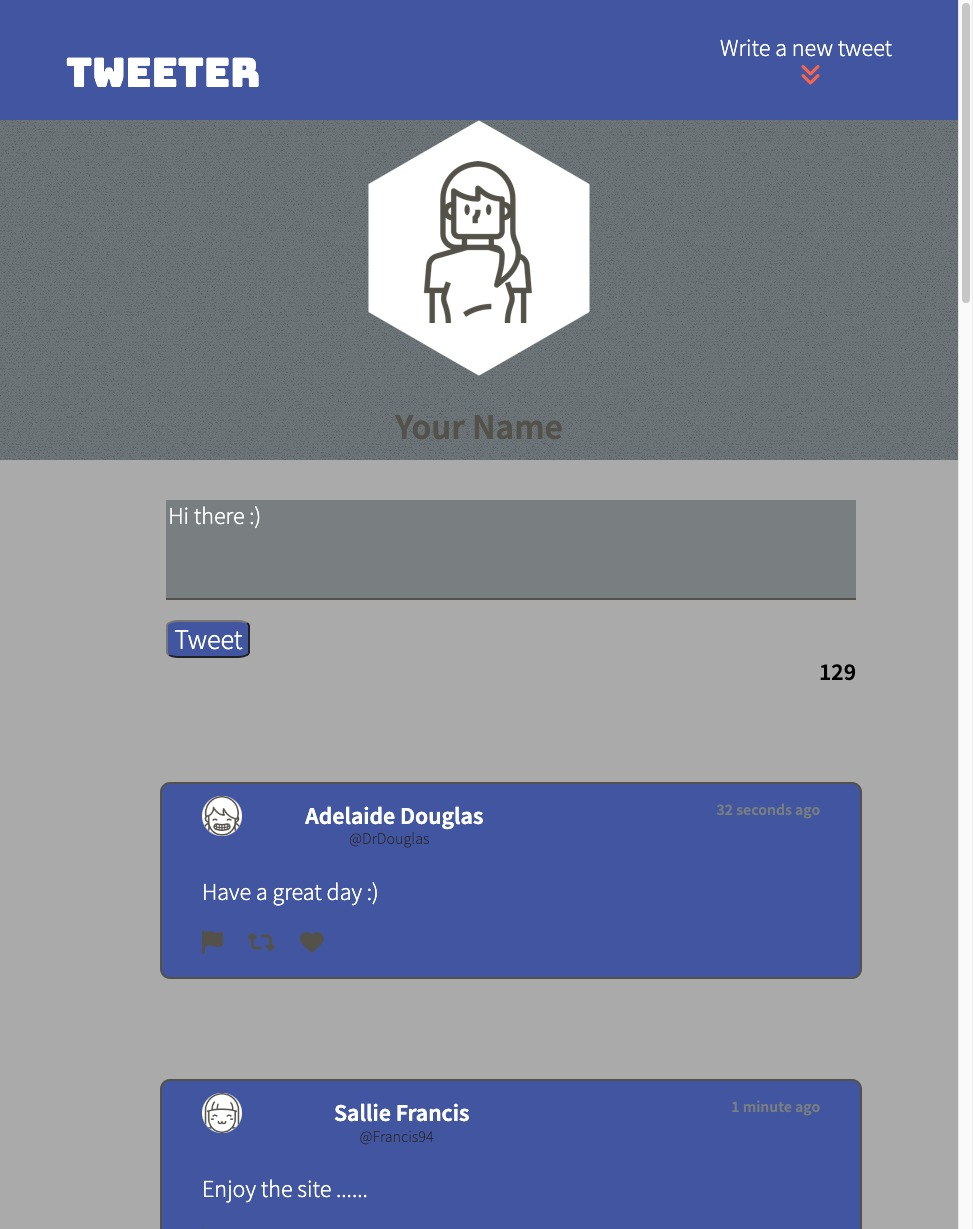 TWEETER
Write a new tweet
Your Name
Hi there :)
Tweet
129
Adelaide Douglas
32 seconds ago
@DrDouglas
Have a great day :)
Sallie Francis
1 minute ago
@Francis94
Enjoy the site ......